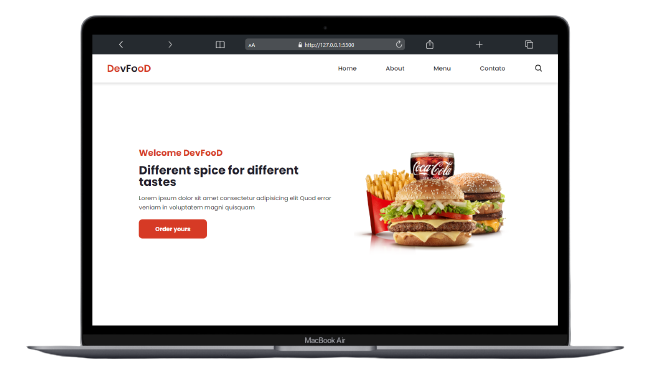 AA
http://127.0.0.1:5500
DevFooD
Home
About
Menu
Contato
Welcome DevFooD
Different spice for different
tastes
Lorem ipsum dolor sit amet consectetur adipisicing elit Quod error
veniam in voluptatem magni quisquam
Order yours
Coca-Cola
MacBook Air